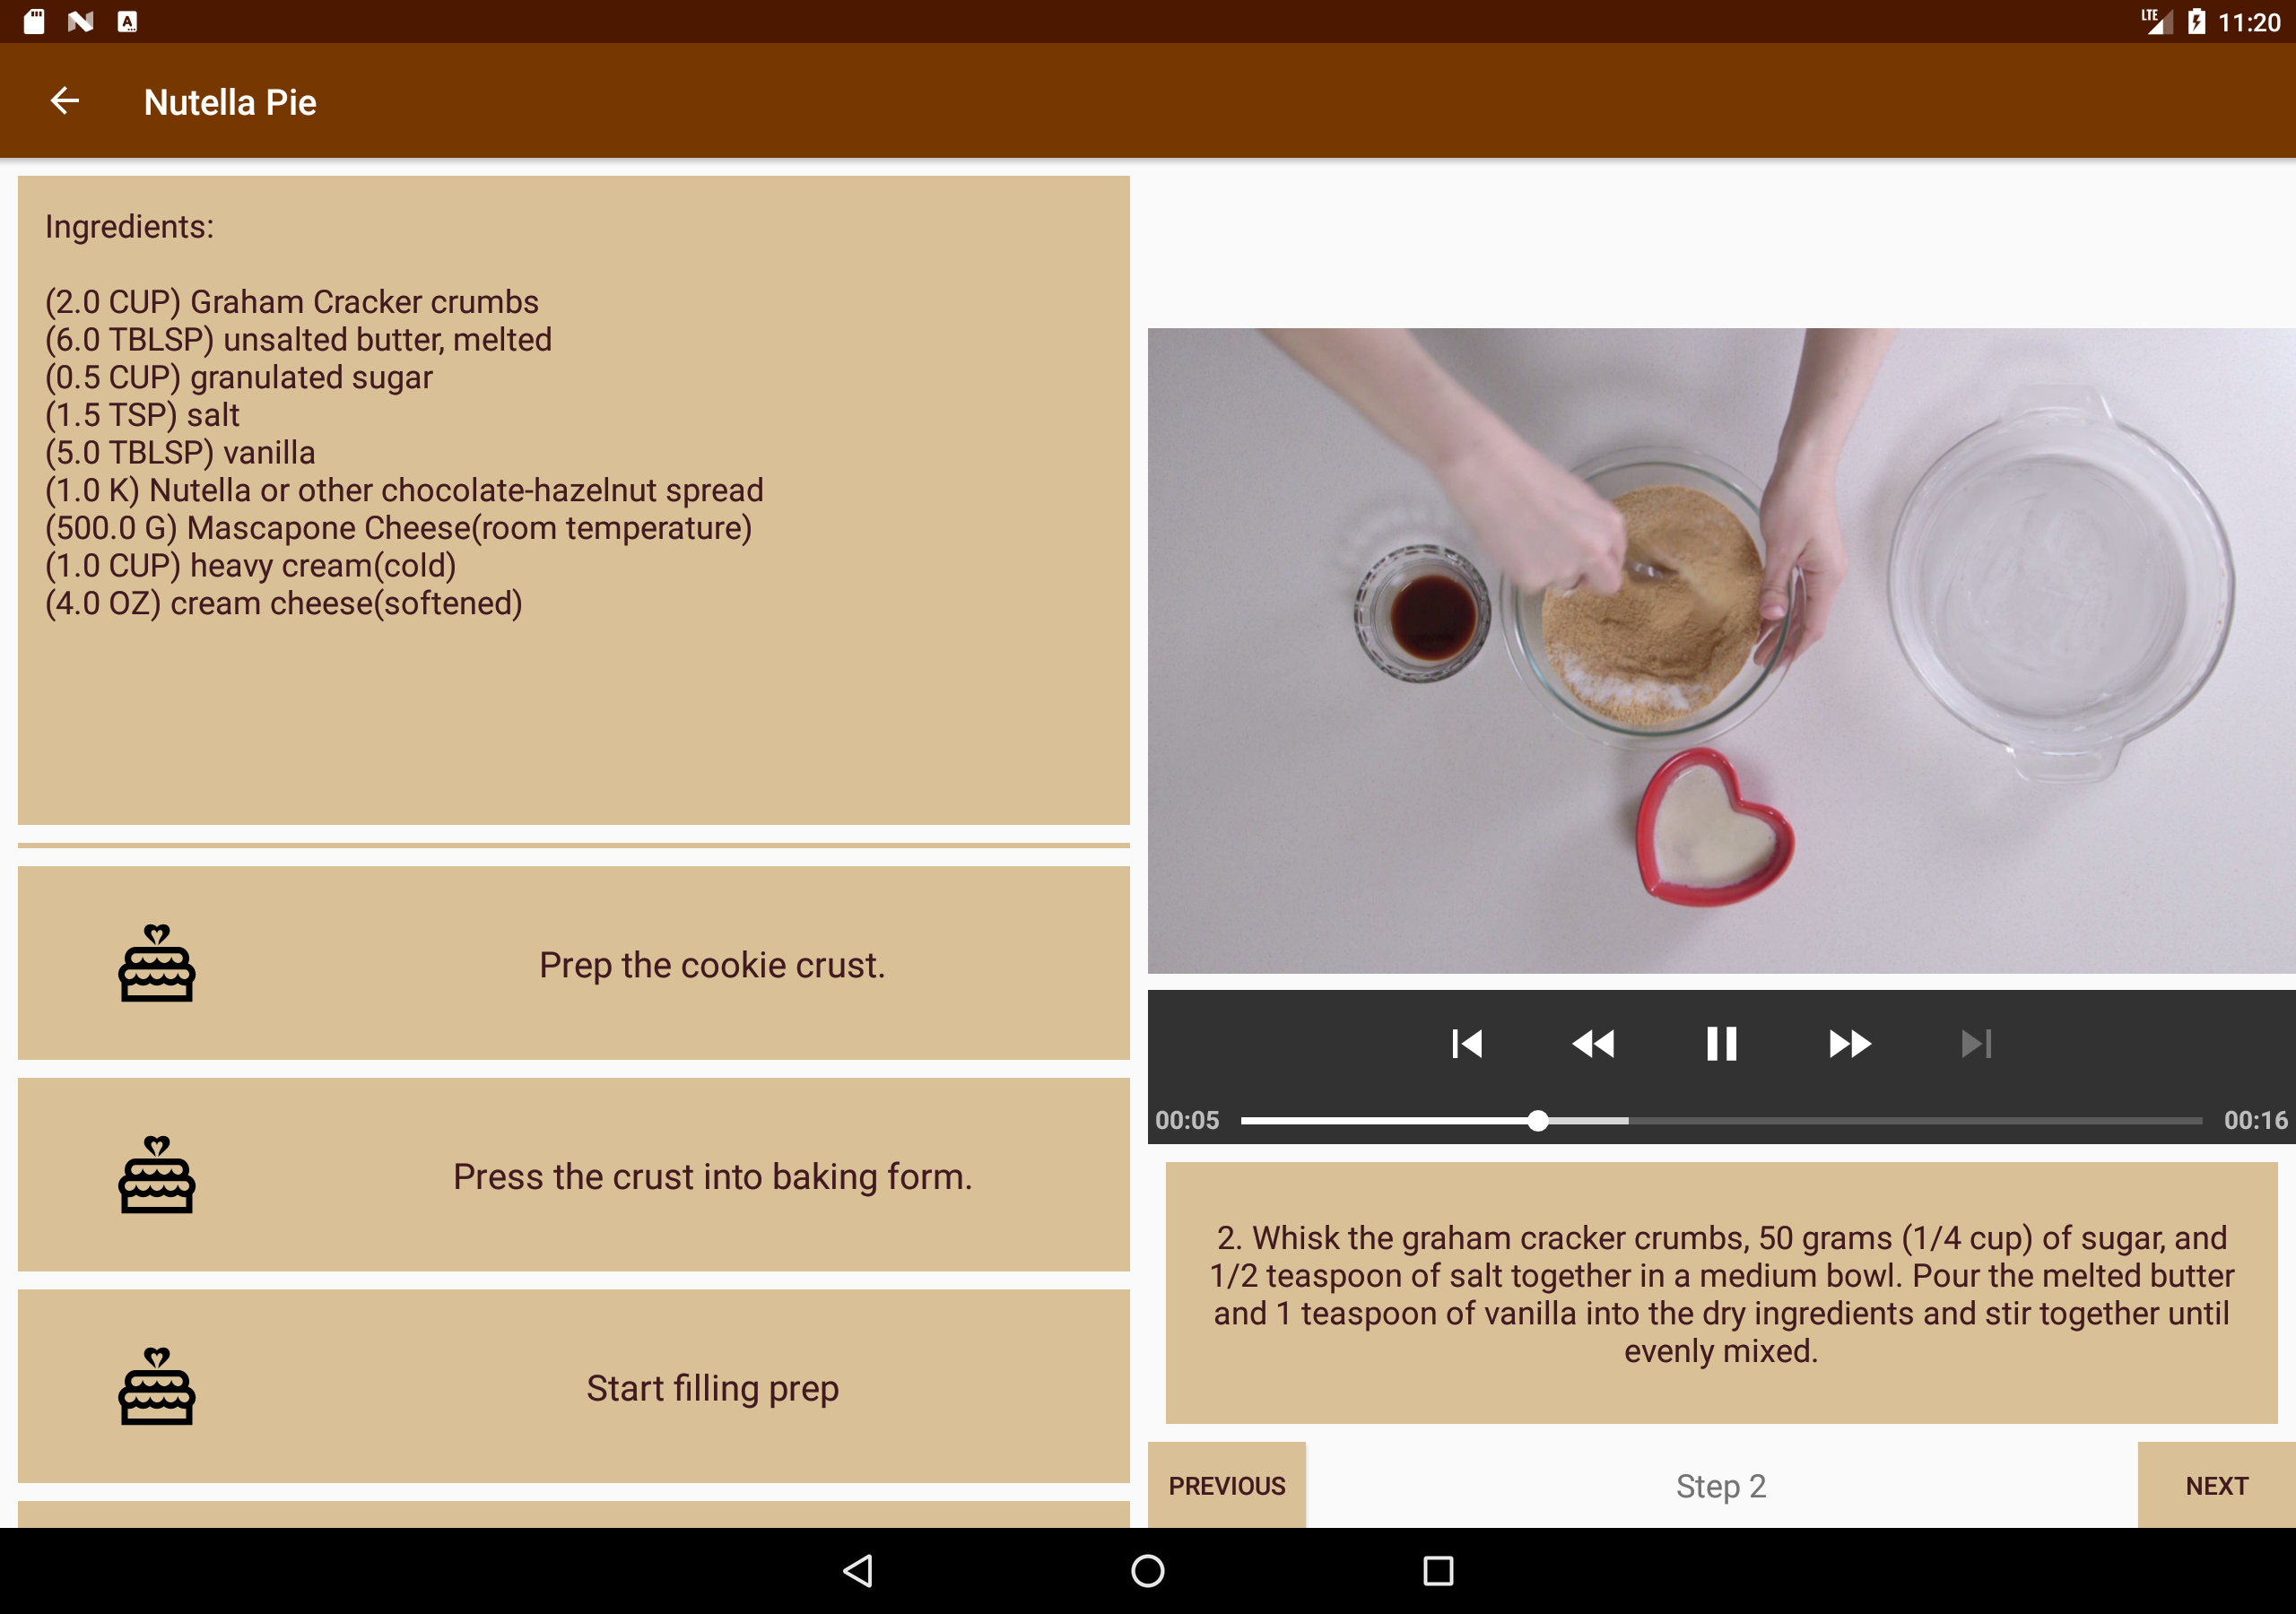 LTE 11:20
Nutella Pie
Ingredients:
(2.0 CUP) Graham Cracker crumbs
(6.0 TBLSP) unsalted butter, melted
(0.5 CUP) granulated sugar
(1.5 TSP) salt
(5.0 TBLSP) vanilla
(1.0 K) Nutella or other chocolate-hazelnut spread
(500.0 G) Mascapone Cheese(room temperature)
(1.0 CUP) heavy cream(cold)
(4.0 OZ) cream cheese(softened)
Prep the cookie crust.
Press the crust into baking form.
Start filling prep
00:05 00:16
2. Whisk the graham cracker crumbs, 50 grams (1/4 cup) of sugar, and
1/2 teaspoon of salt together in a medium bowl. Pour the melted butter
and 1 teaspoon of vanilla into the dry ingredients and stir together until
evenly mixed.
PREVIOUS Step 2 NEXT